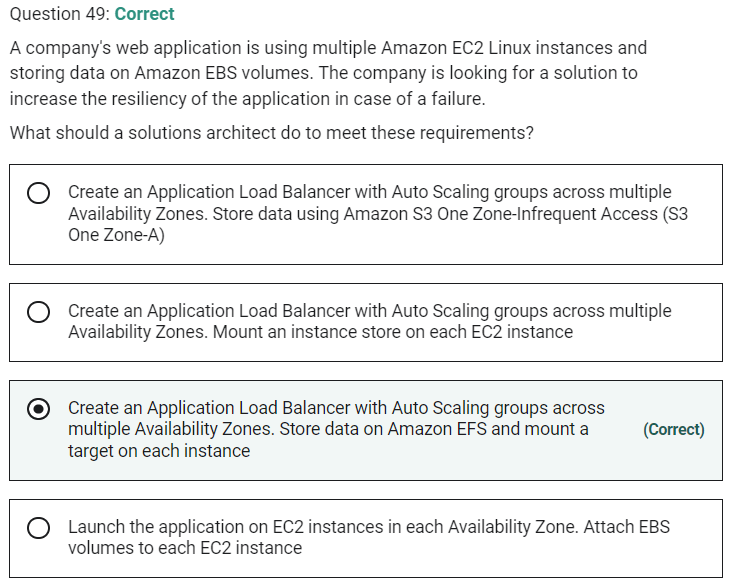 Question 49: Correct
A company's web application is using multiple Amazon EC2 Linux instances and
storing data on Amazon EBS volumes. The company is looking for a solution to
increase the resiliency of the application in case of a failure.
What should a solutions architect do to meet these requirements?
Create an Application Load Balancer with Auto Scaling groups across multiple
Availability Zones. Store data using Amazon S3 One Zone-Infrequent Access (S3
One Zone-A)
Create an Application Load Balancer with Auto Scaling groups across multiple
Availability Zones. Mount an instance store on each EC2 instance
Create an Application Load Balancer with Auto Scaling groups across
multiple Availability Zones. Store data on Amazon EFS and mount a
target on each instance
(Correct)
Launch the application on EC2 instances in each Availability Zone. Attach EBS
volumes to each EC2 instance